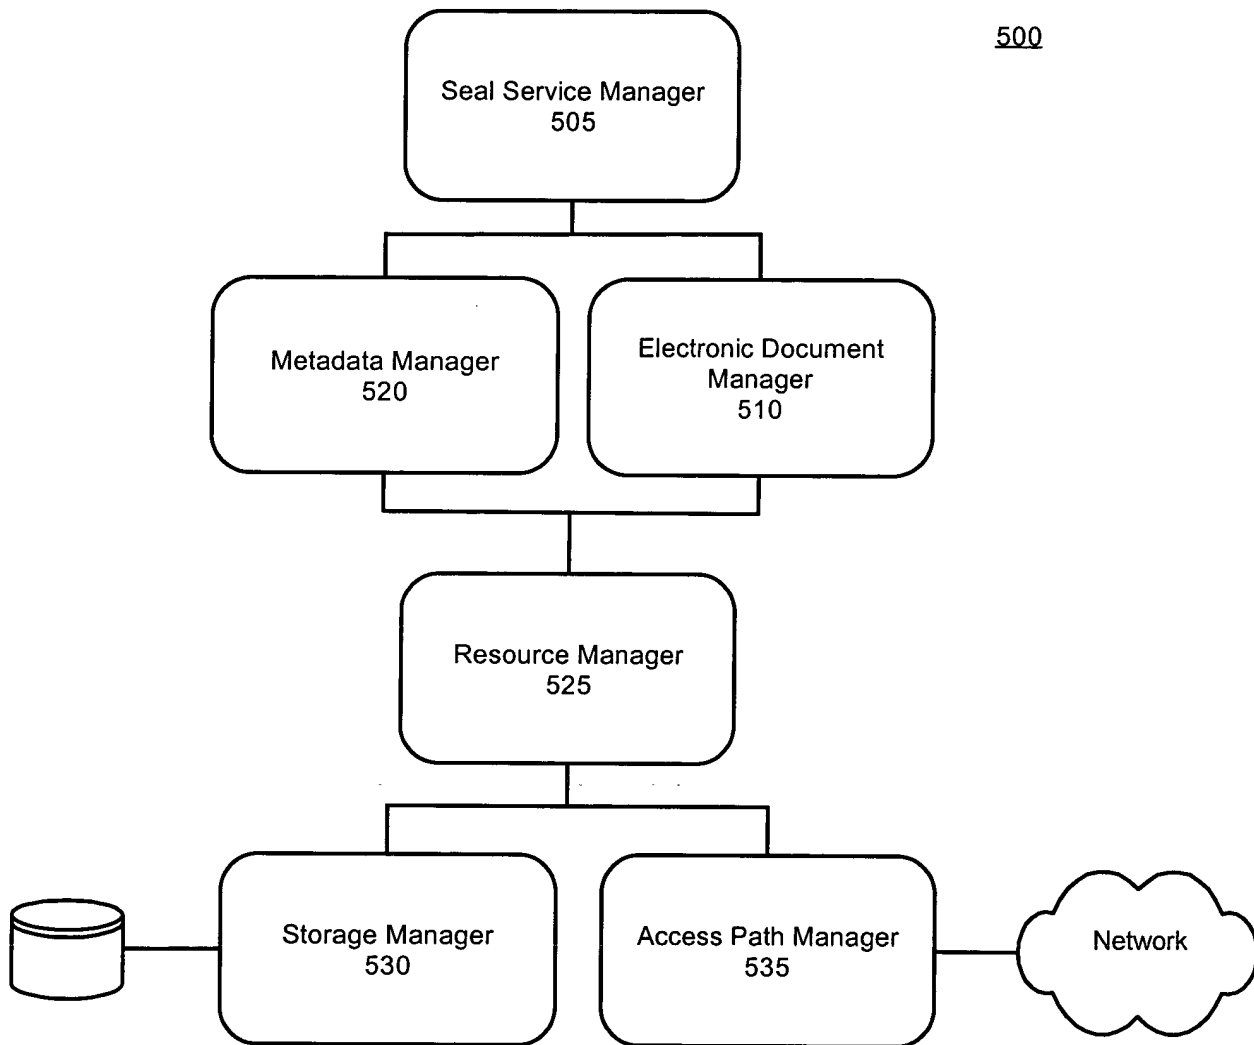 500
Seal Service Manager
505
Metadata Manager
520
Electronic Document
Manager
510
Resource Manager
525
Storage Manager
530
Access Path Manager
535
Network